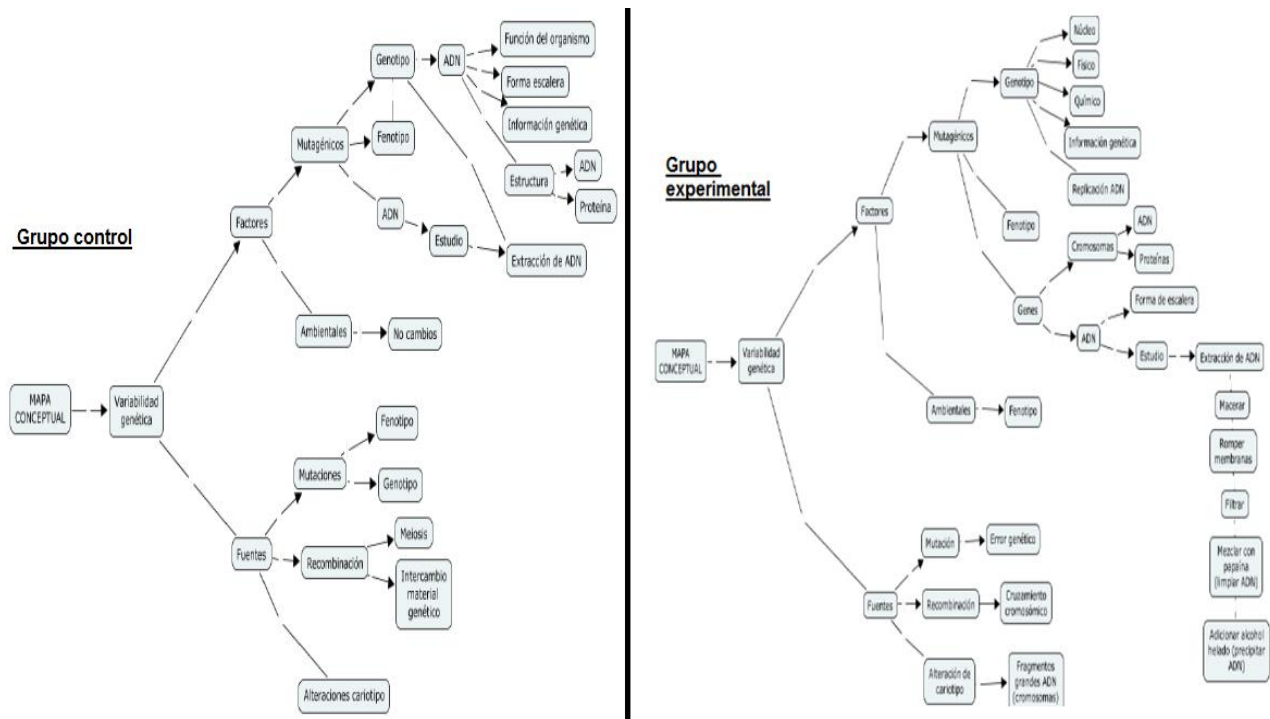 Grupo control
MAPA
CONCEPTUAL
Variabilidad
genética
Factores
Mutagénicos
Genotipo
ADN
Función del organismo
Forma escalera
Información genética
Estructura
ADN
Proteína
Fenotipo
ADN
Estudio
Extracción de ADN
Ambientales
No cambios
Fuentes
Mutaciones
Fenotipo
Genotipo
Recombinación
Meiosis
Intercambio
material
genético
Alteraciones cariotipo
Grupo
experimental
MAPA
CONCEPTUAL
Variabilidad
genética
Factores
Mutagénicos
Genotipo
Núcleo
Físico
Químico
Información genética
Replicación ADN
Fenotipo
Genes
Cromosomas
ADN
Proteínas
ADN
Forma de escalera
Estudio
Extracción de ADN
Macerar
Romper
membranas
Filtrar
Mezclar con
papaína
(limpiar ADN)
Adicionar alcohol
helado (precipitar
ADN)
Ambientales
Fenotipo
Fuentes
Mutación
Error genético
Recombinación
Cruzamiento
cromosómico
Alteración de
cariotipo
Fragmentos
grandes ADN
(cromosomas)